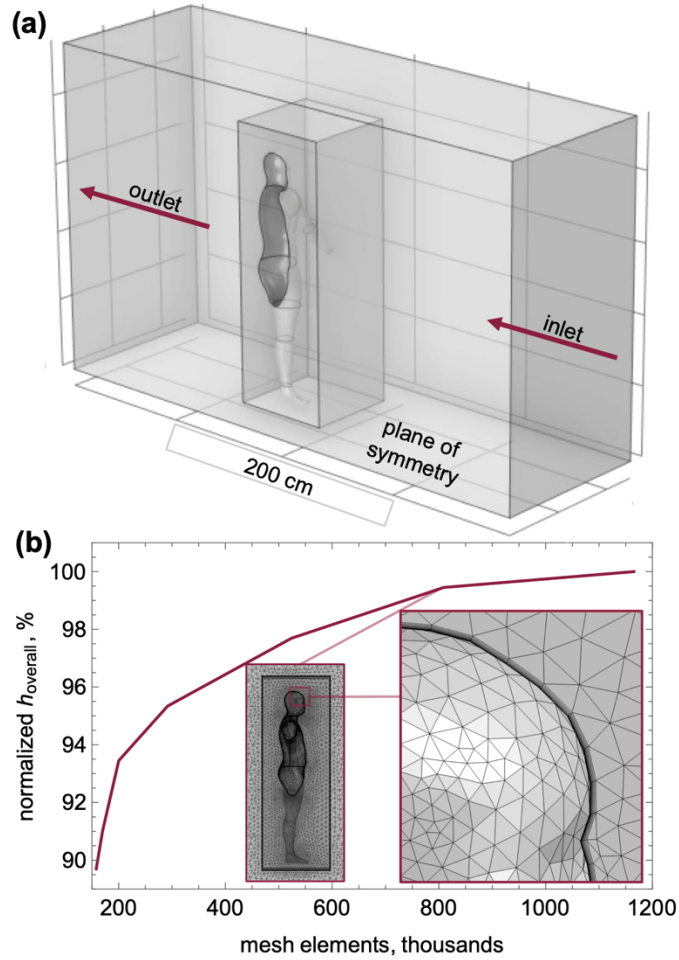 (a)
outlet
inlet
plane of
symmetry
200 cm
(b)
100
98
96
94
92
90
normalized h_overall, %
200
400
600
800
1000
1200
mesh elements, thousands